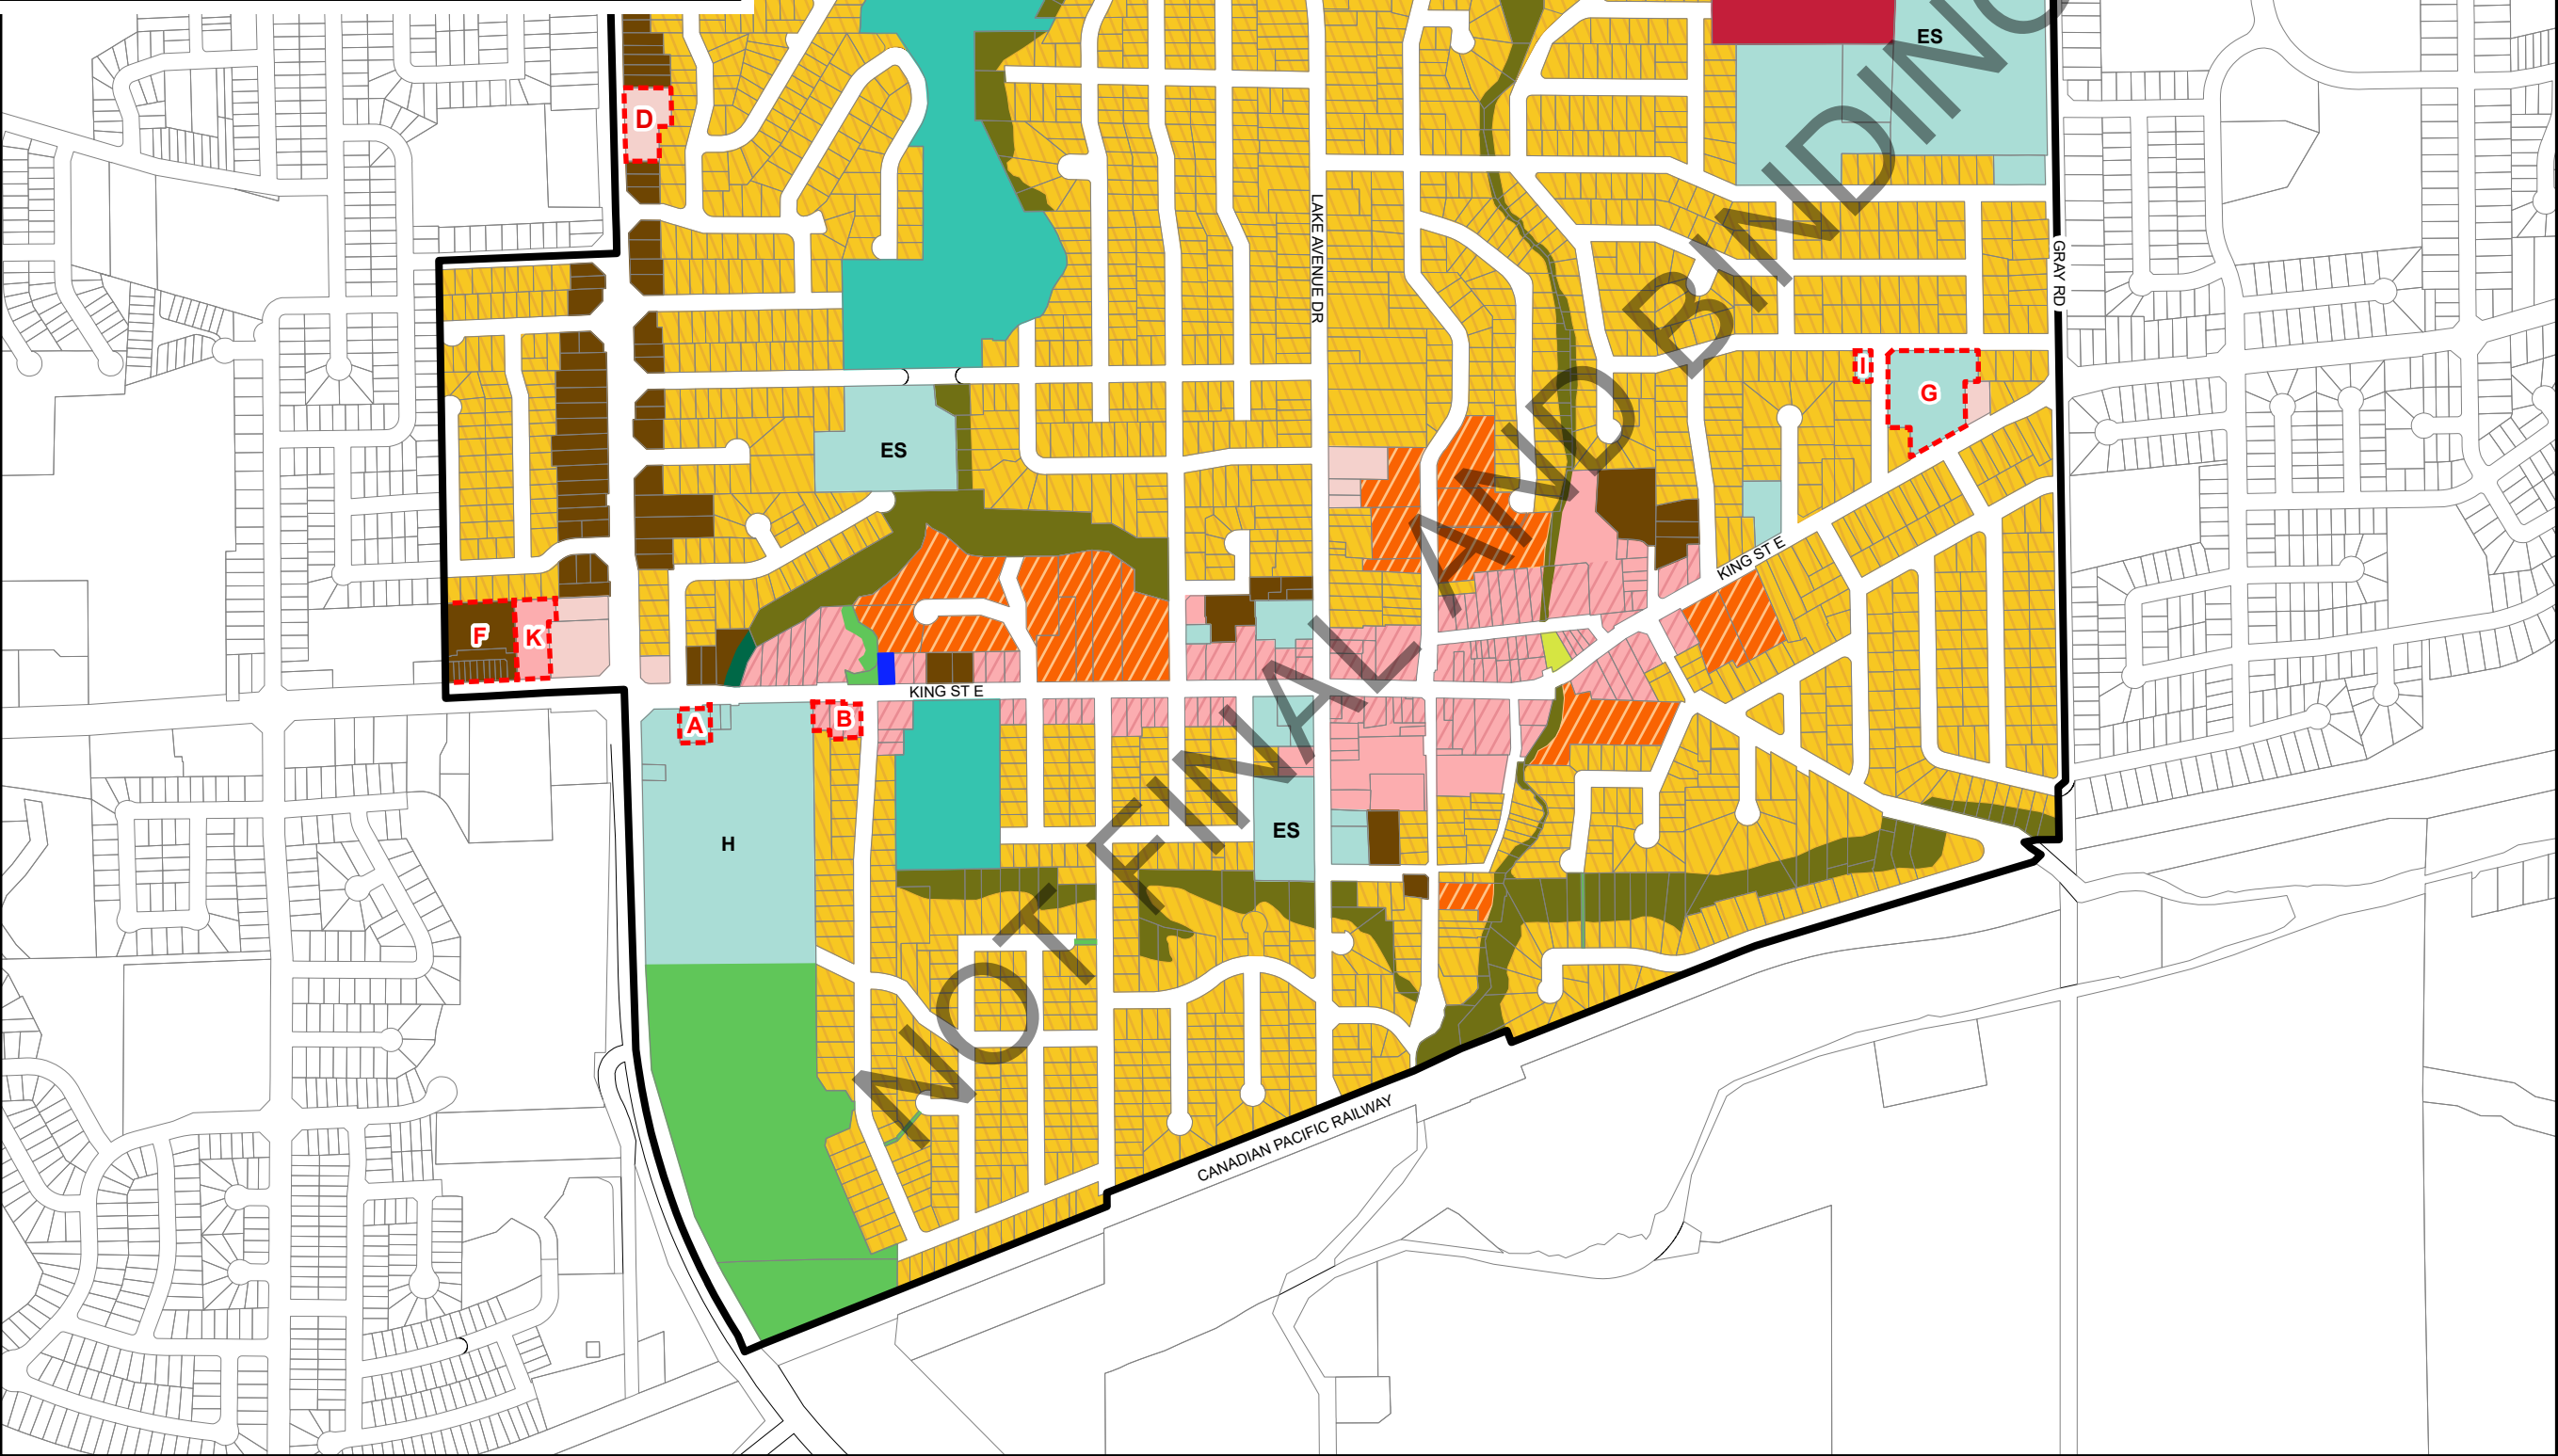 ES
D
LAKE AVENUE DR
GRAY RD
I
G
ES
KING ST E
F
K
KING ST E
A
B
ES
H
CANADIAN PACIFIC RAILWAY
NOT FINAL AND BINDING